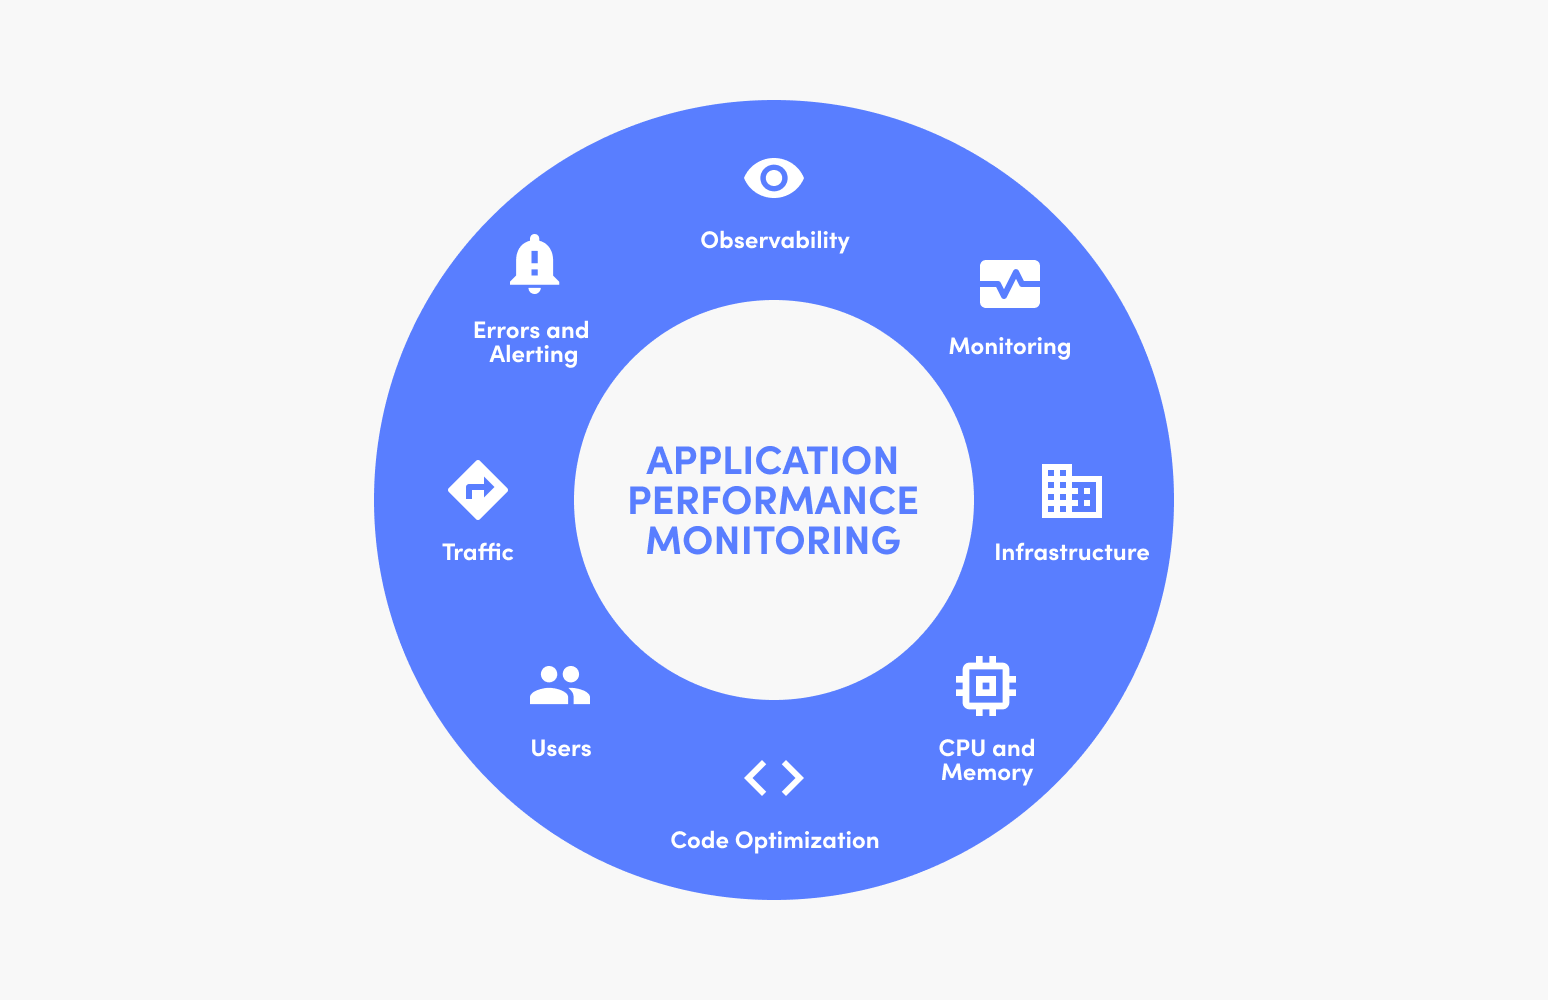 Observability
Monitoring
Infrastructure
CPU and
Memory
Code Optimization
Users
Traffic
Errors and
Alerting
APPLICATION
PERFORMANCE
MONITORING